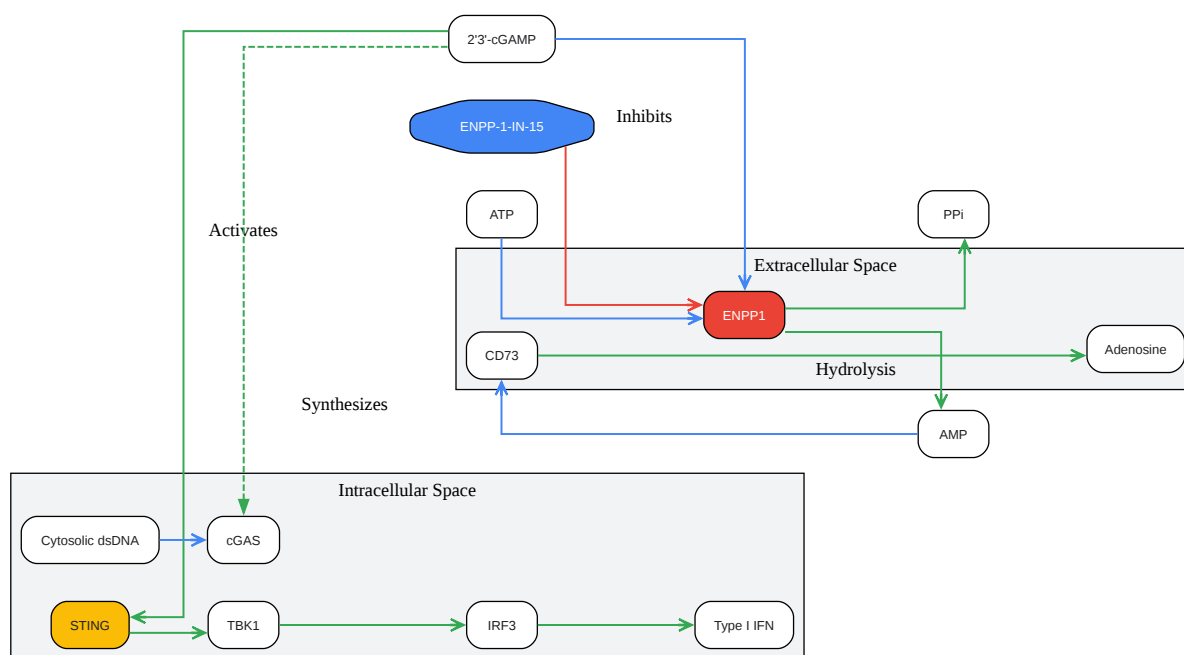 2'3'-cGAMP
ENPP-1-IN-15
Inhibits
ATP
PPi
Activates
Extracellular Space
ENPP1
CD73
Adenosine
Hydrolysis
Synthesizes
AMP
Intracellular Space
Cytosolic dsDNA
cGAS
STING
TBK1
IRF3
Type I IFN